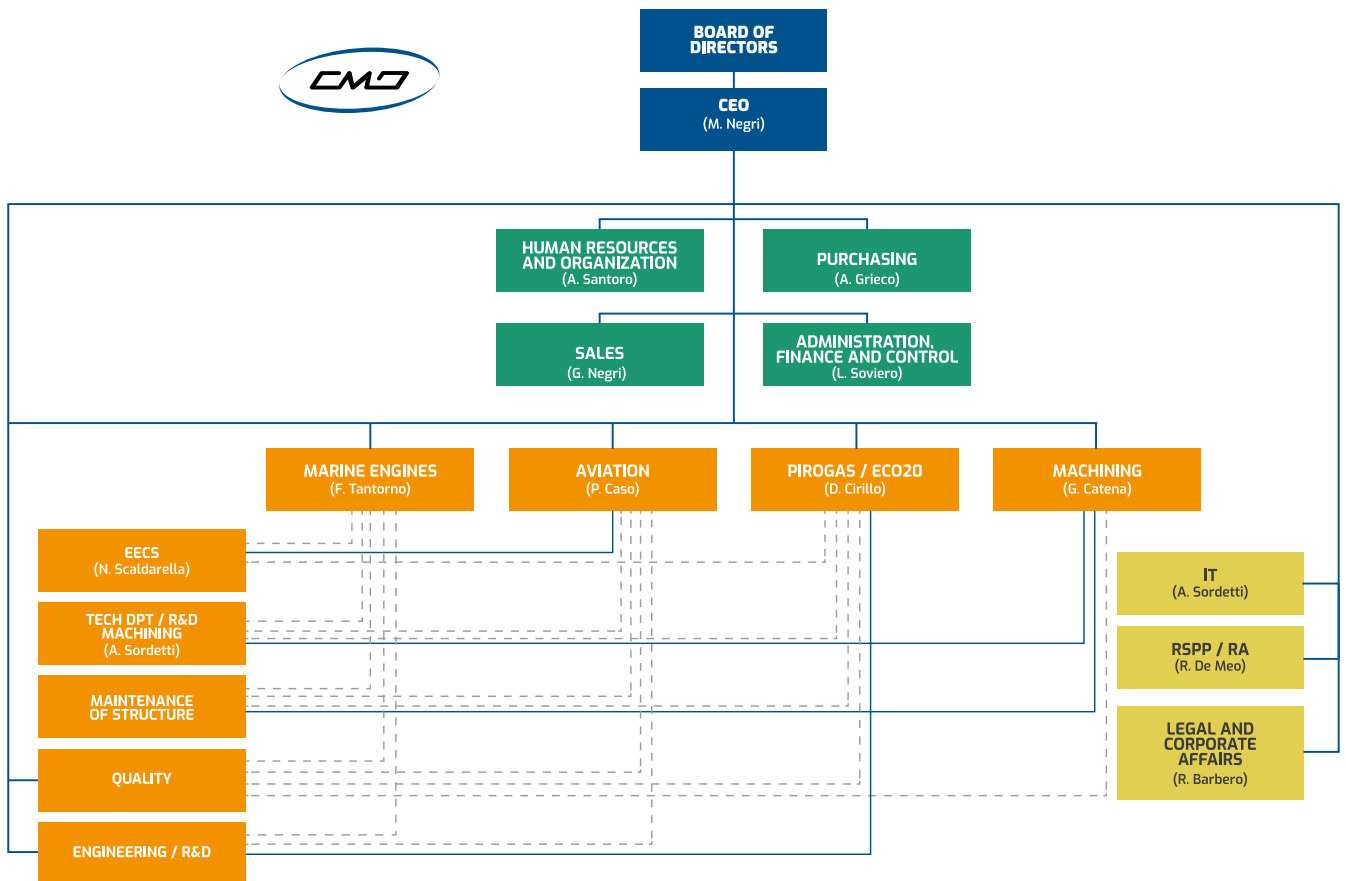 BOARD OF
DIRECTORS
CMD
CEO
(M. Negri)
HUMAN RESOURCES
AND ORGANIZATION
(A. Santoro)
PURCHASING
(A. Grieco)
SALES
(G. Negri)
ADMINISTRATION,
FINANCE AND CONTROL
(L. Soviero)
MARINE ENGINES
(F. Tantorno)
AVIATION
(P. Caso)
PIROGAS / ECO20
(D. Cirillo)
MACHINING
(G. Catena)
EECS
(N. Scaldarella)
TECH DPT / R&D
MACHINING
(A. Sordetti)
MAINTENANCE
OF STRUCTURE
QUALITY
ENGINEERING / R&D
IT
(A. Sordetti)
RSPP / RA
(R. De Meo)
LEGAL AND
CORPORATE
AFFAIRS
(R. Barbero)